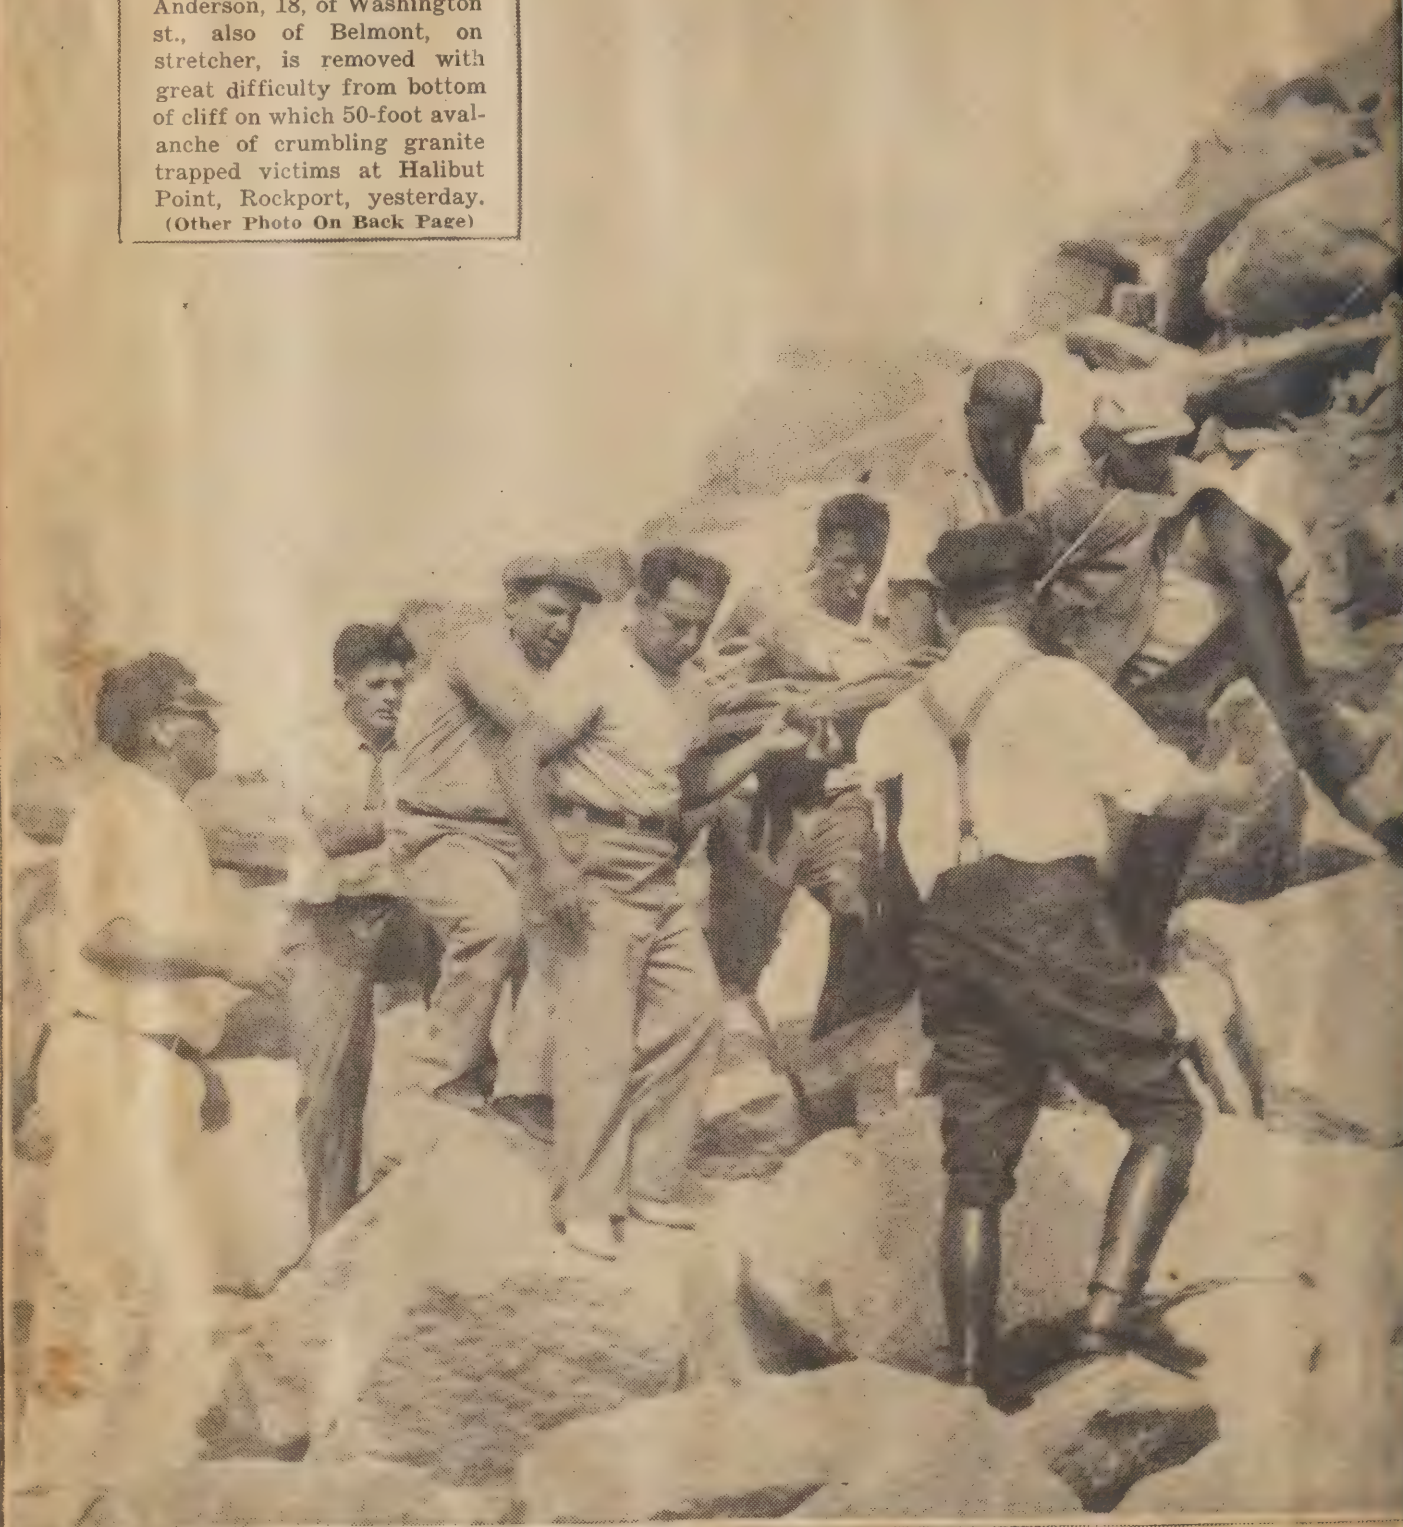 Anderson, 18, of Washington
st., also of Belmont, on
stretcher, is removed with
great difficulty from bottom
of cliff on which 50-foot aval-
anche of crumbling granite
trapped victims at Halibut
Point, Rockport, yesterday.
(Other Photo On Back Page)